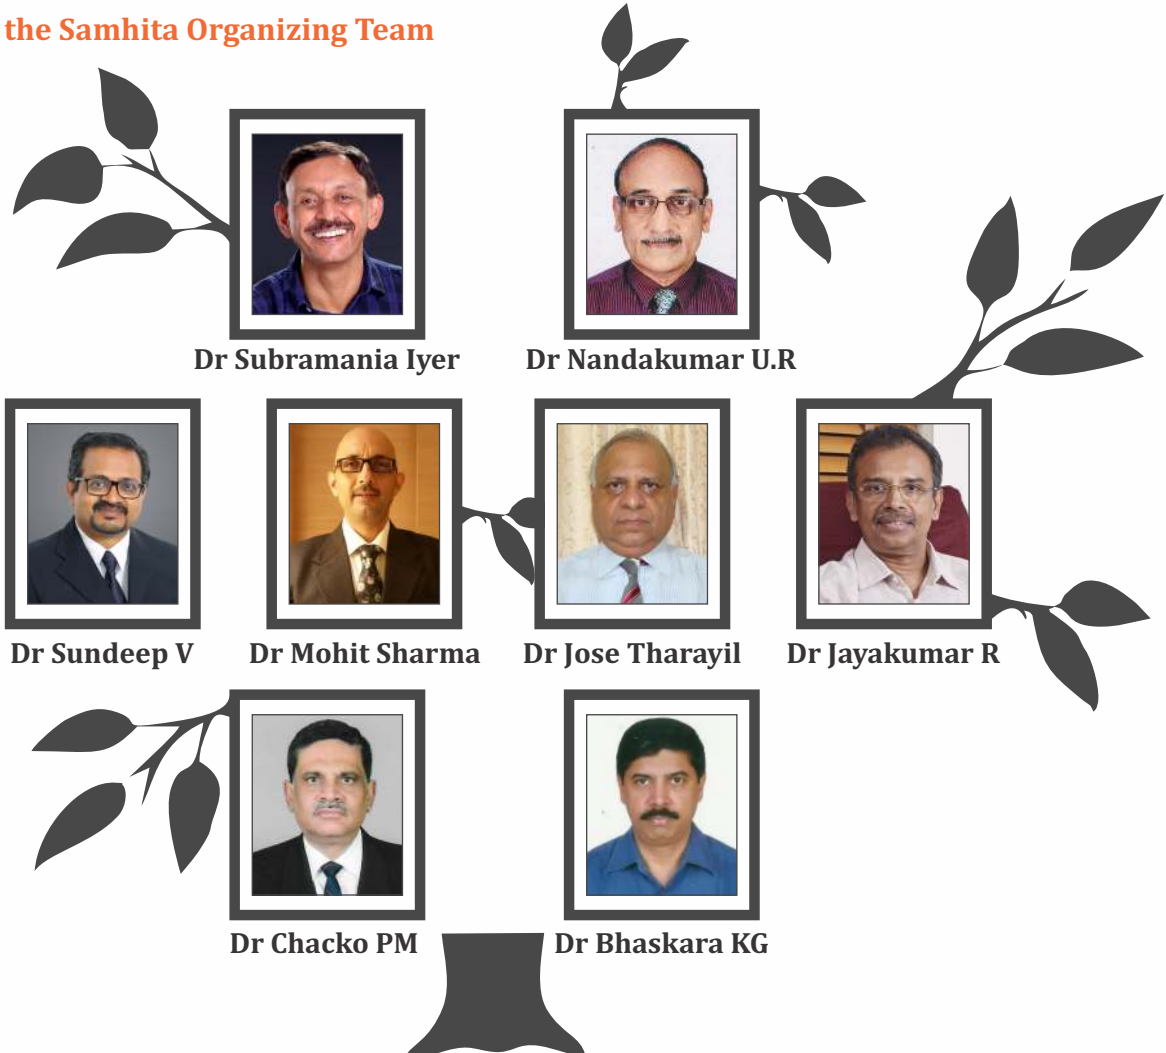 the Samhita Organizing Team
Dr Subramania Iyer
Dr Nandakumar U.R
Dr Sundeep V
Dr Mohit Sharma
Dr Jose Tharayil
Dr Jayakumar R
Dr Chacko PM
Dr Bhaskara KG